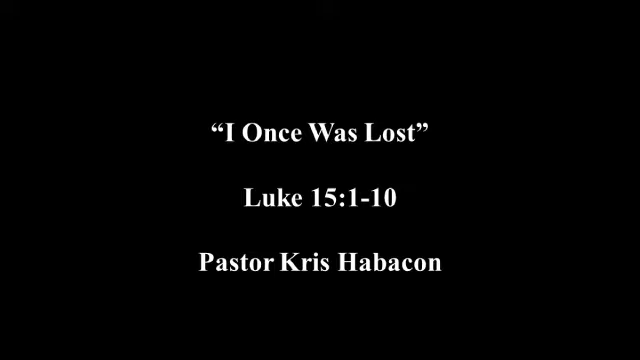 “I Once Was Lost”
Luke 15:1-10
Pastor Kris Habacon